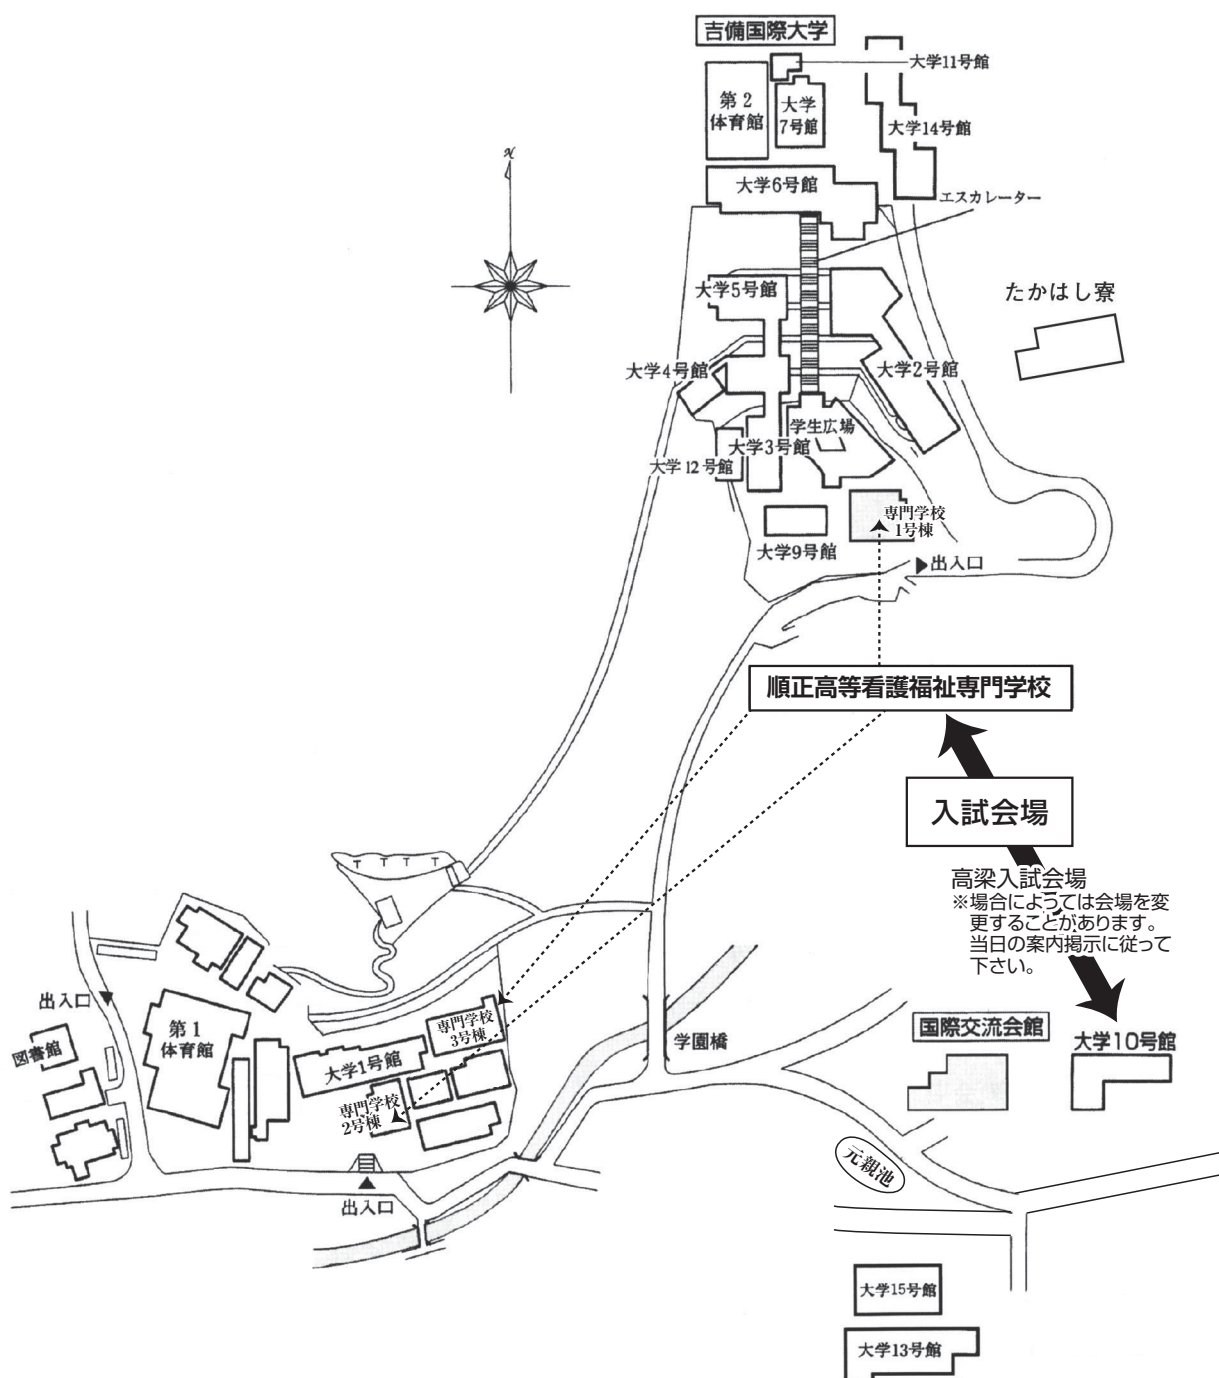 吉備国際大学
大学11号館
第2
体育館
大学
7号館
大学14号館
大学6号館
エスカレーター
N
大学5号館
たかはし寮
大学4号館
大学2号館
学生広場
大学3号館
大学12号館
専門学校
1号棟
大学9号館
出入口
順正高等看護福祉専門学校
入試会場
高梁入試会場
※場合によっては会場を変
更することがあります。
当日の案内掲示に従って
下さい。
出入口
第1
体育館
図書館
専門学校
3号棟
学園橋
国際交流会館
大学10号館
大学1号館
専門学校
2号棟
元親池
出入口
大学15号館
大学13号館